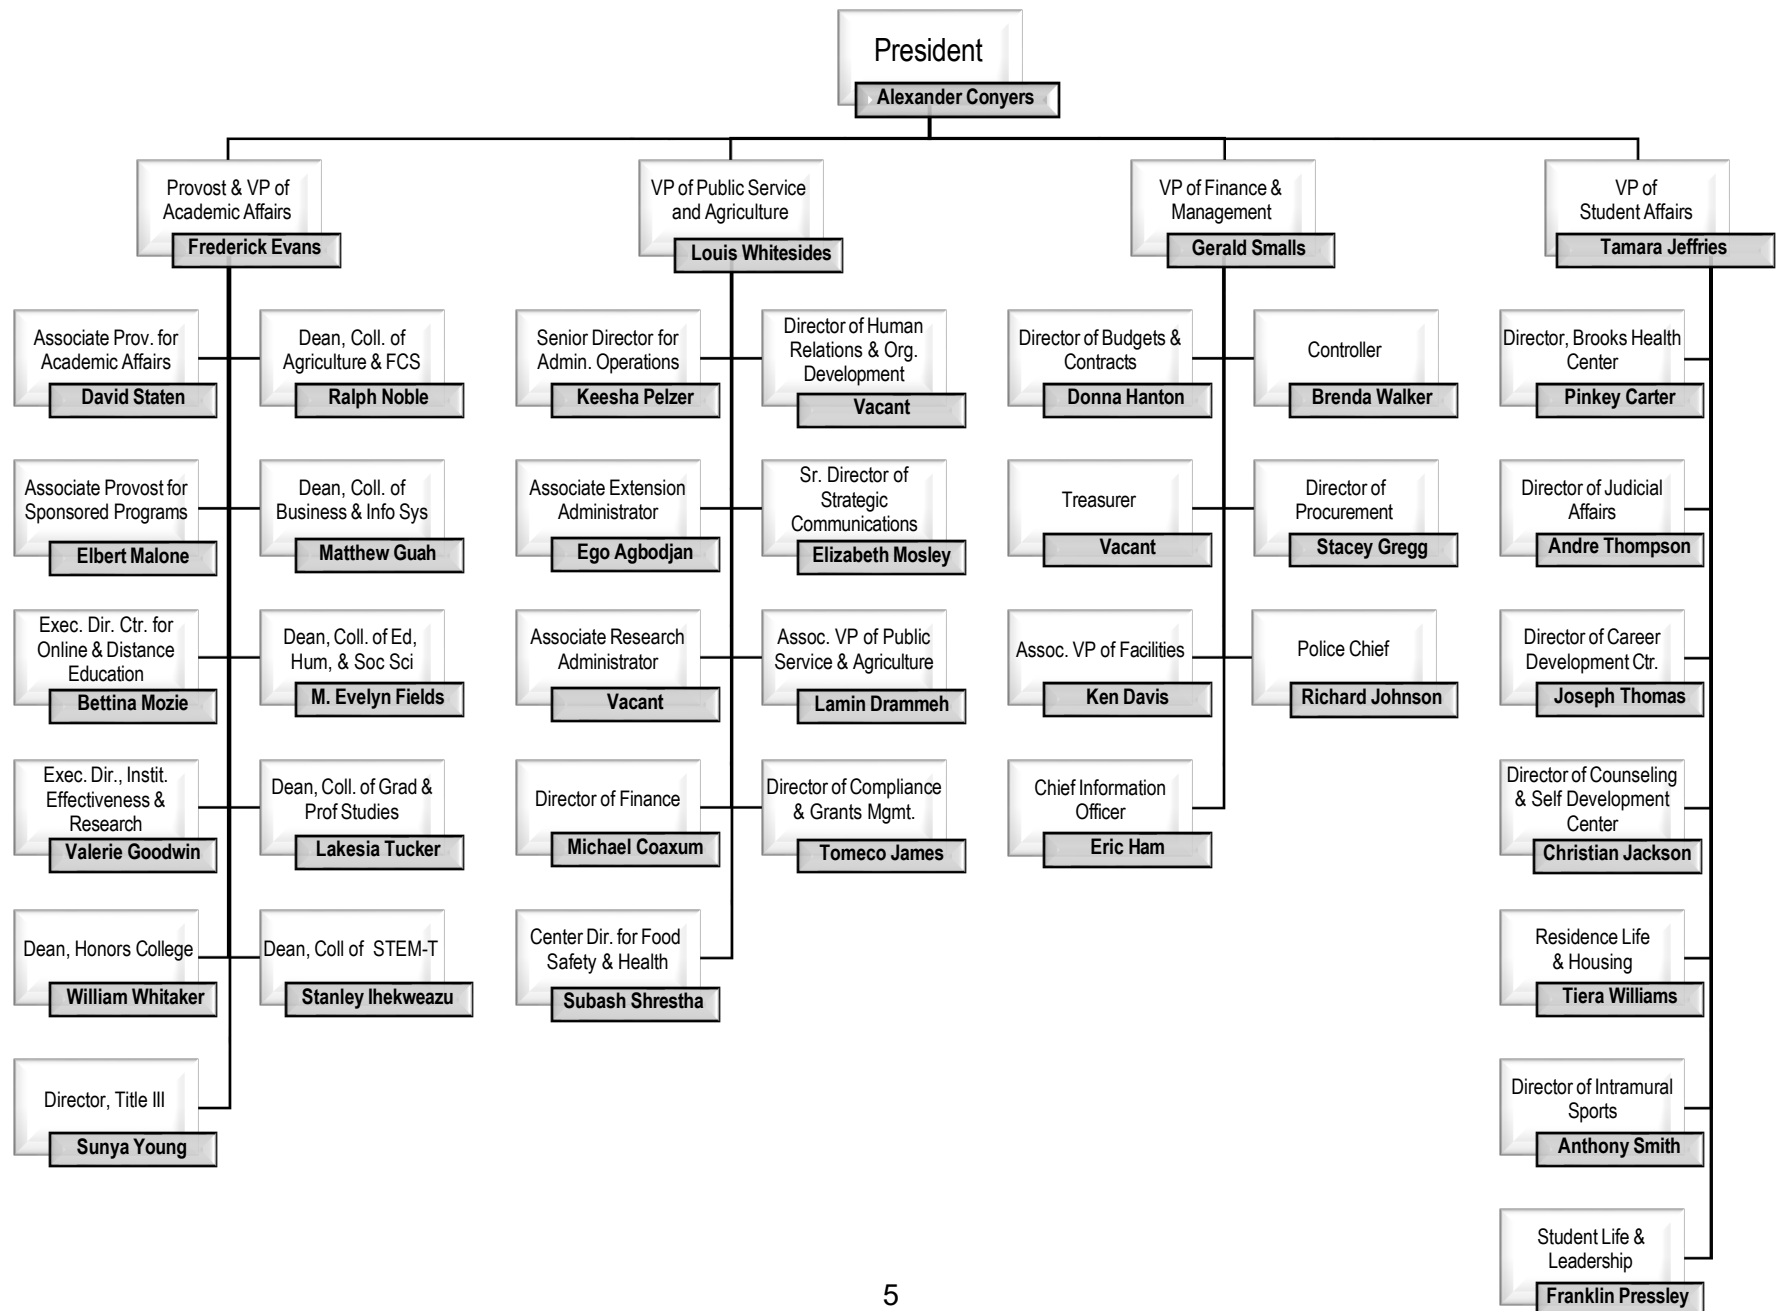 President
Alexander Conyers
Provost & VP of
Academic Affairs
Frederick Evans
VP of Public Service
and Agriculture
Louis Whitesides
VP of Finance &
Management
Gerald Smalls
VP of
Student Affairs
Tamara Jeffries
Associate Prov. for
Academic Affairs
David Staten
Dean, Coll. of
Agriculture & FCS
Ralph Noble
Associate Provost for
Sponsored Programs
Elbert Malone
Dean, Coll. of
Business & Info Sys
Matthew Guah
Exec. Dir. Ctr. for
Online & Distance
Education
Bettina Mozie
Dean, Coll. of Ed,
Hum, & Soc Sci
M. Evelyn Fields
Exec. Dir., Instit.
Effectiveness &
Research
Valerie Goodwin
Dean, Coll. of Grad &
Prof Studies
Lakesia Tucker
Dean, Honors College
William Whitaker
Dean, Coll of STEM-T
Stanley Ihekweazu
Director, Title III
Sunya Young
Senior Director for
Admin. Operations
Keesha Pelzer
Director of Human
Relations & Org.
Development
Vacant
Associate Extension
Administrator
Ego Agbodjan
Sr. Director of
Strategic
Communications
Elizabeth Mosley
Associate Research
Administrator
Vacant
Assoc. VP of Public
Service & Agriculture
Lamin Drammeh
Director of Finance
Michael Coaxum
Director of Compliance
& Grants Mgmt.
Tomeco James
Center Dir. for Food
Safety & Health
Subash Shrestha
Director of Budgets &
Contracts
Donna Hanton
Controller
Brenda Walker
Treasurer
Vacant
Director of
Procurement
Stacey Gregg
Assoc. VP of Facilities
Ken Davis
Police Chief
Richard Johnson
Chief Information
Officer
Eric Ham
Director, Brooks Health
Center
Pinkey Carter
Director of Judicial
Affairs
Andre Thompson
Director of Career
Development Ctr.
Joseph Thomas
Director of Counseling
& Self Development
Center
Christian Jackson
Residence Life
& Housing
Tiera Williams
Director of Intramural
Sports
Anthony Smith
Student Life &
Leadership
Franklin Pressley
5